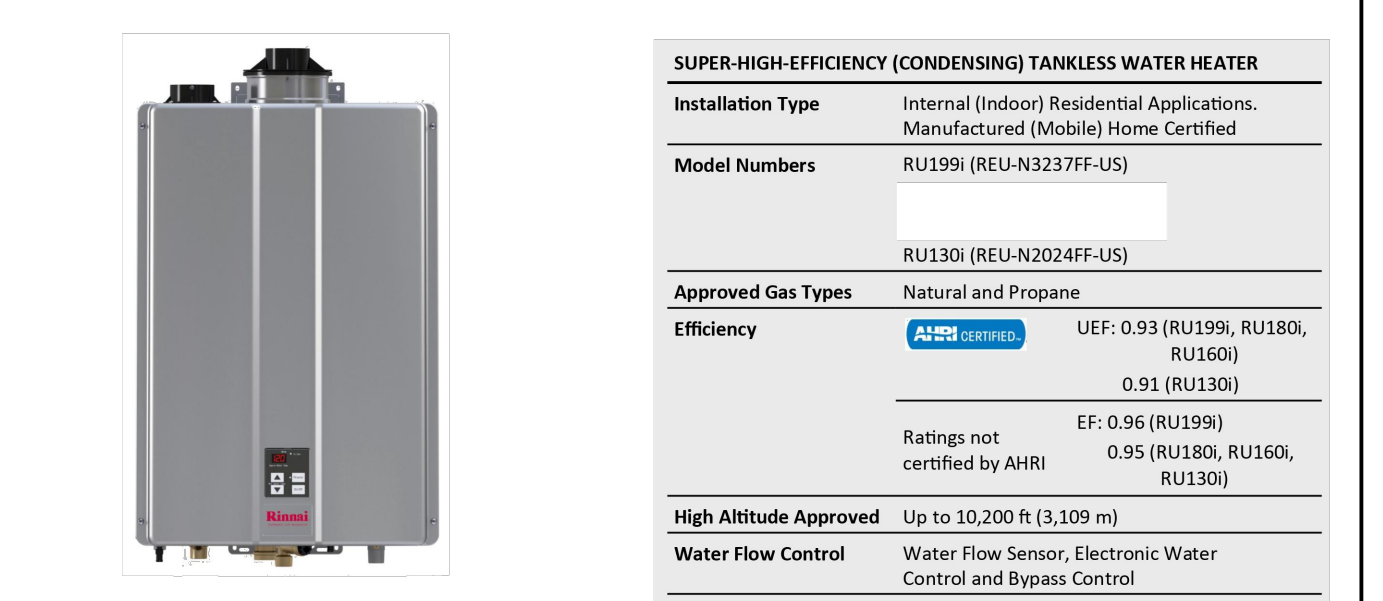 120
Rinnai
SUPER-HIGH-EFFICIENCY (CONDENSING) TANKLESS WATER HEATER
Installation Type
Internal (Indoor) Residential Applications.
Manufactured (Mobile) Home Certified
Model Numbers
RU199i (REU-N3237FF-US)
RU130i (REU-N2024FF-US)
Approved Gas Types
Natural and Propane
Efficiency
AHRI CERTIFIED™
UEF: 0.93 (RU199i, RU180i,
RU160i)
0.91 (RU130i)
Ratings not
certified by AHRI
EF: 0.96 (RU199i)
0.95 (RU180i, RU160i,
RU130i)
High Altitude Approved
Up to 10,200 ft (3,109 m)
Water Flow Control
Water Flow Sensor, Electronic Water
Control and Bypass Control